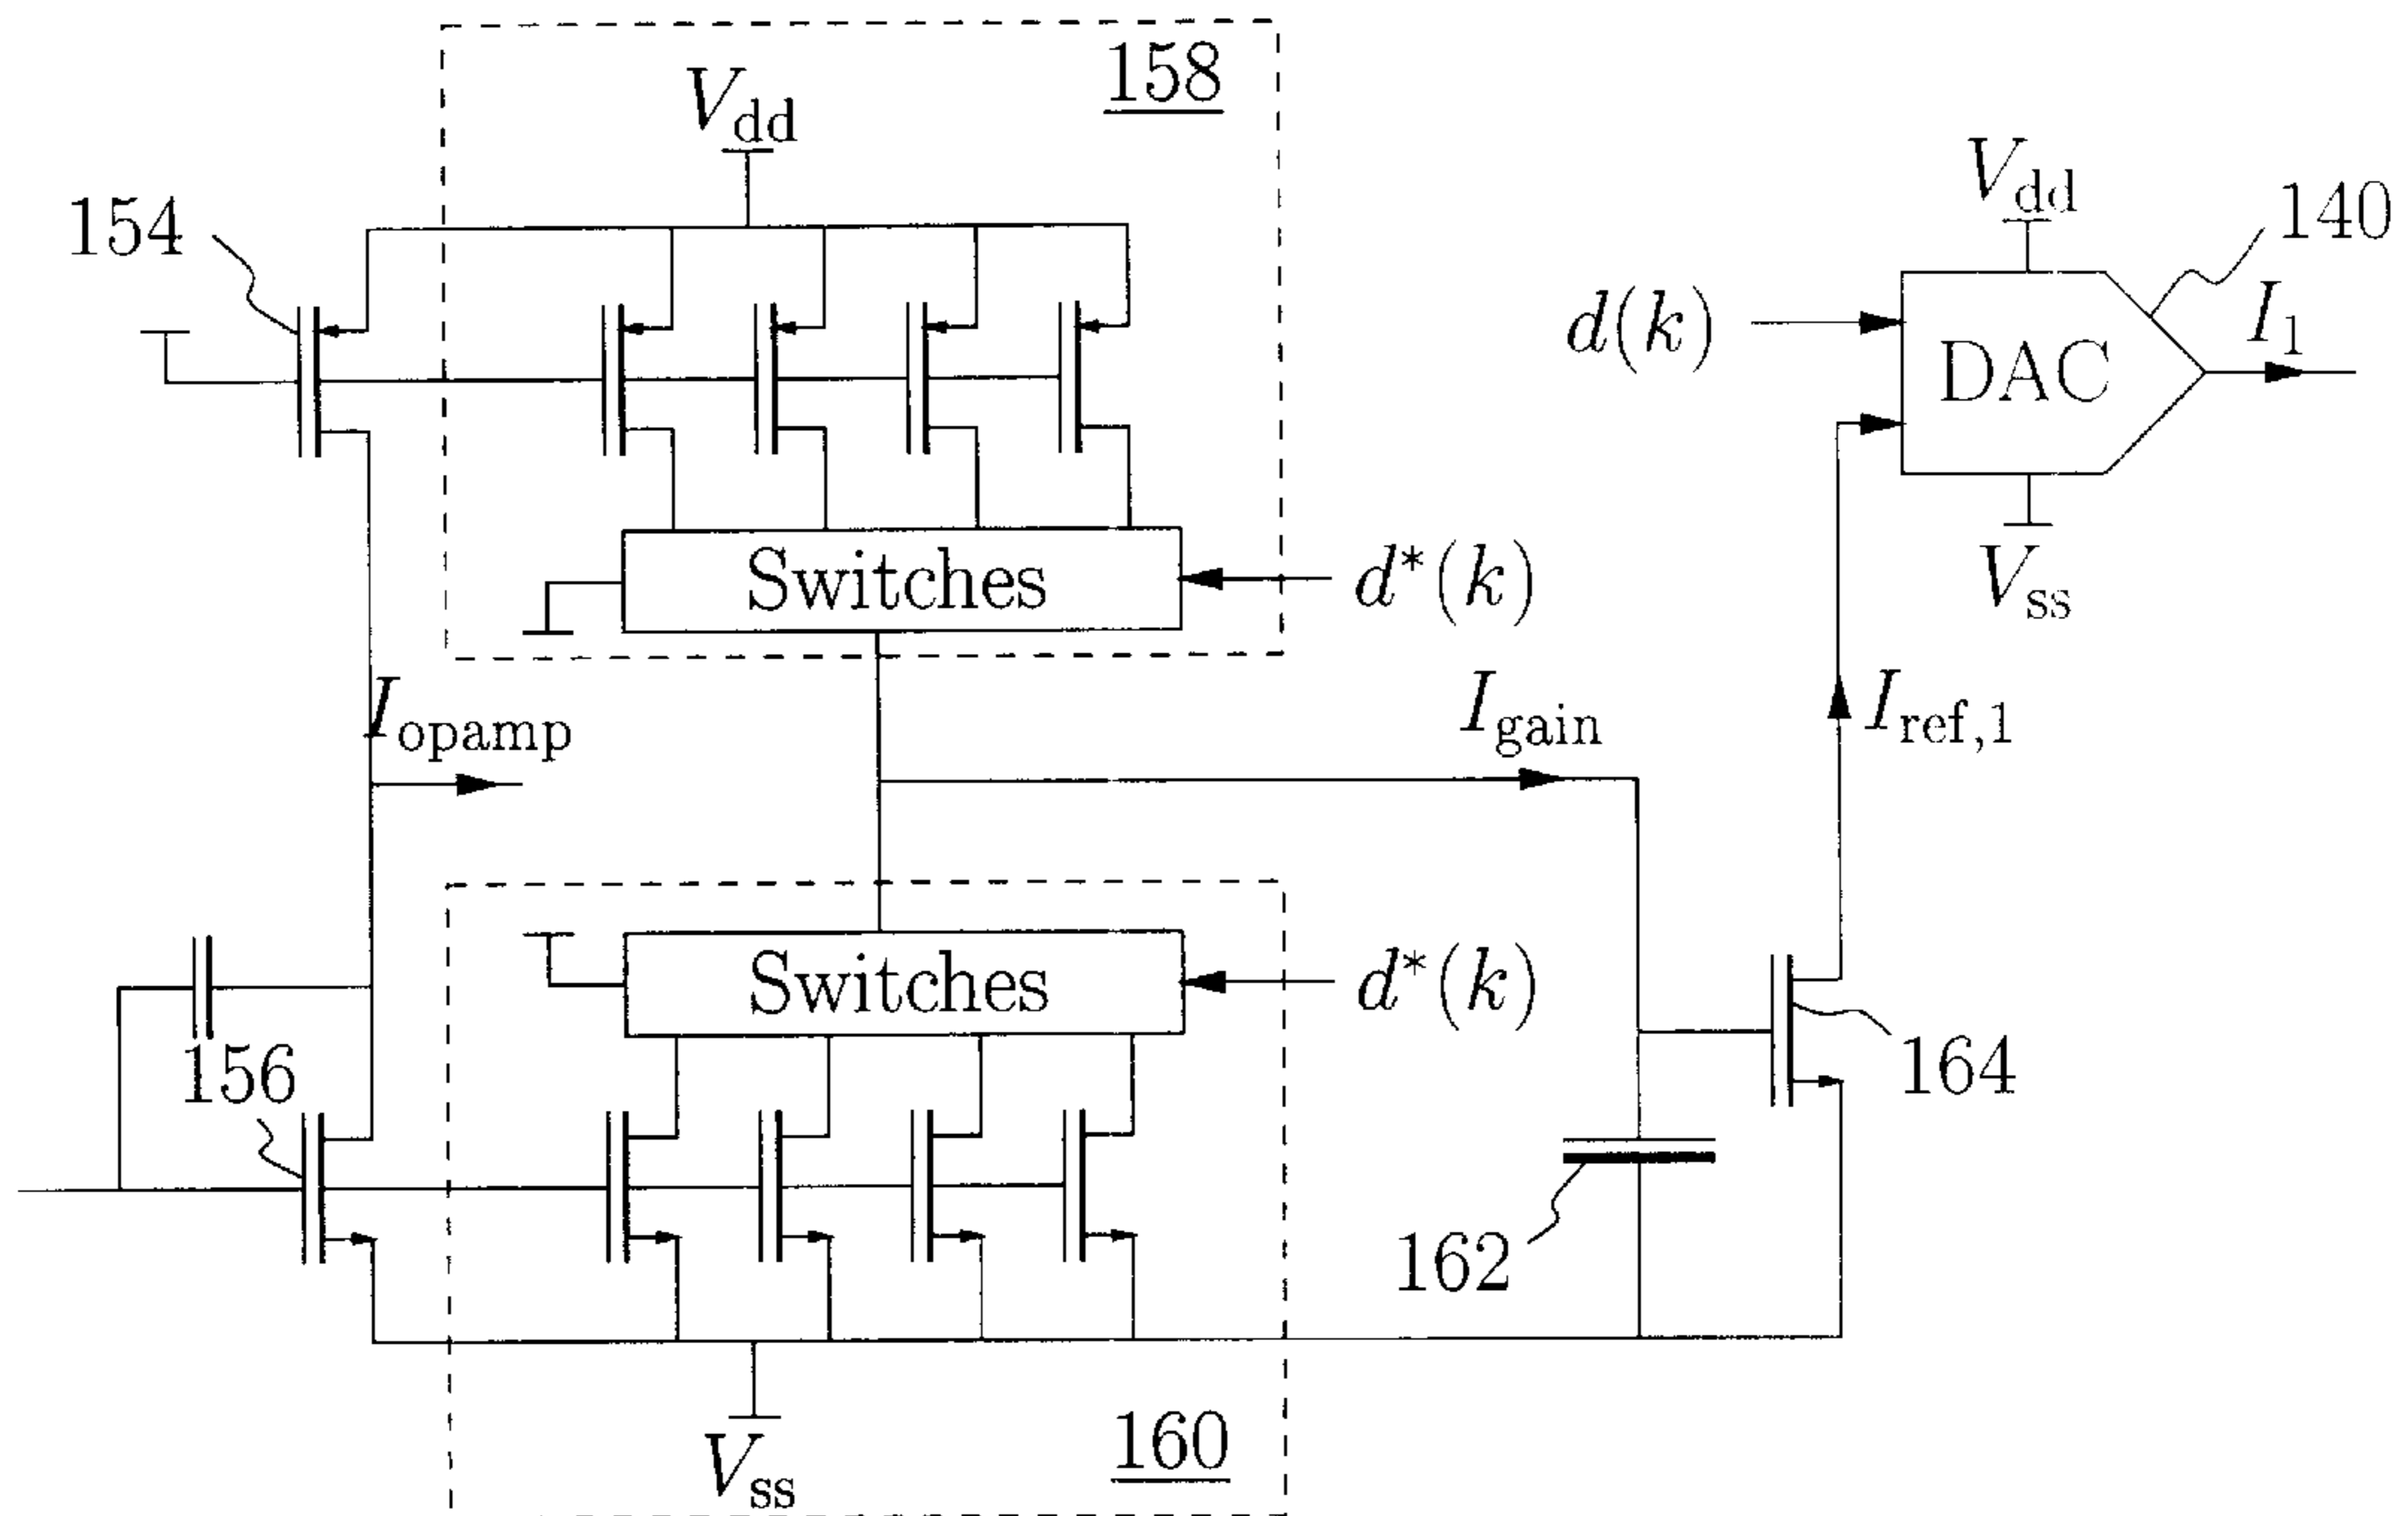 158
V_dd
154
V_dd
140
d(k)
I_1
DAC
Switches
d*(k)
V_ss
I_opamp
I_gain
I_ref,1
Switches
d*(k)
156
164
162
160
V_ss